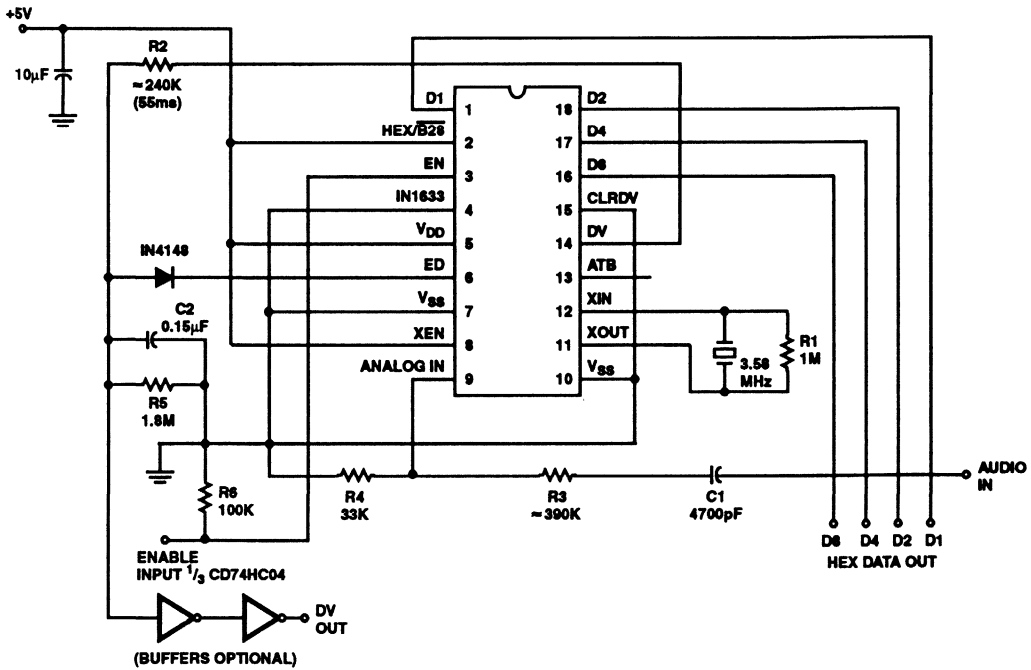 +5V
R2
10µF
≈240K
(55ms)
D1
1
18
D2
HEX/B28
2
17
D4
EN
3
16
D8
IN1633
4
15
CLRDV
VDD
5
14
DV
IN4148
ED
6
13
ATB
VSS
7
12
XIN
C2
0.15µF
XEN
8
11
XOUT
R1
1M
3.58
MHz
ANALOG IN
9
10
VSS
R5
1.8M
R6
100K
R4
33K
R3
≈390K
C1
4700pF
AUDIO
IN
D8 D4 D2 D1
HEX DATA OUT
ENABLE
INPUT 1/3 CD74HC04
DV
OUT
(BUFFERS OPTIONAL)